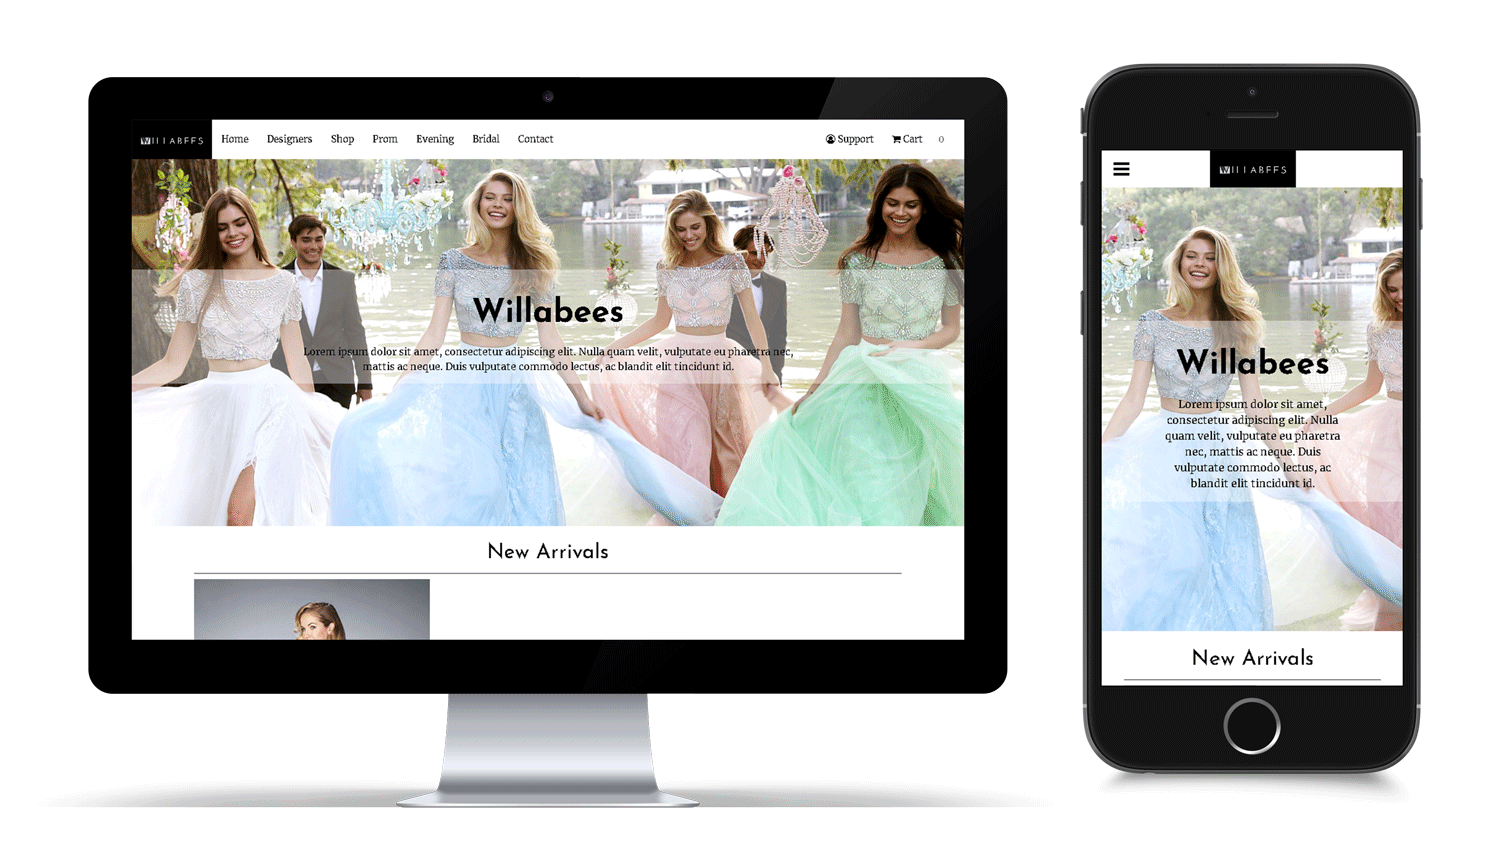 WILLABEES
Home Designers Shop Prom Evening Bridal Contact
Support Cart 0
Willabees
Lorem ipsum dolor sit amet, consectetur adipiscing elit. Nulla quam velit, vulputate eu pharetra nec,
mattis ac neque. Duis vulputate commodo lectus, ac blandit elit tincidunt id.
New Arrivals
WILLABEES
Willabees
Lorem ipsum dolor sit amet,
consectetur adipiscing elit. Nulla
quam velit, vulputate eu pharetra
nec, mattis ac neque. Duis
vulputate commodo lectus, ac
blandit elit tincidunt id.
New Arrivals